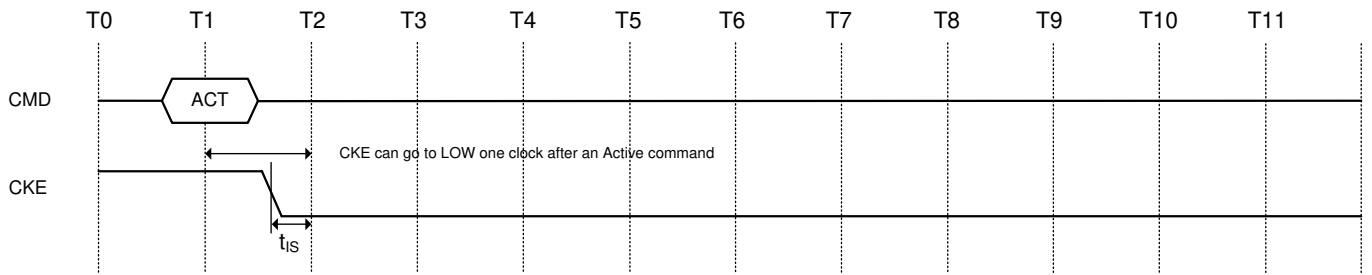 T0 T1 T2 T3 T4 T5 T6 T7 T8 T9 T10 T11
CMD ACT
CKE can go to LOW one clock after an Active command
CKE
tIS